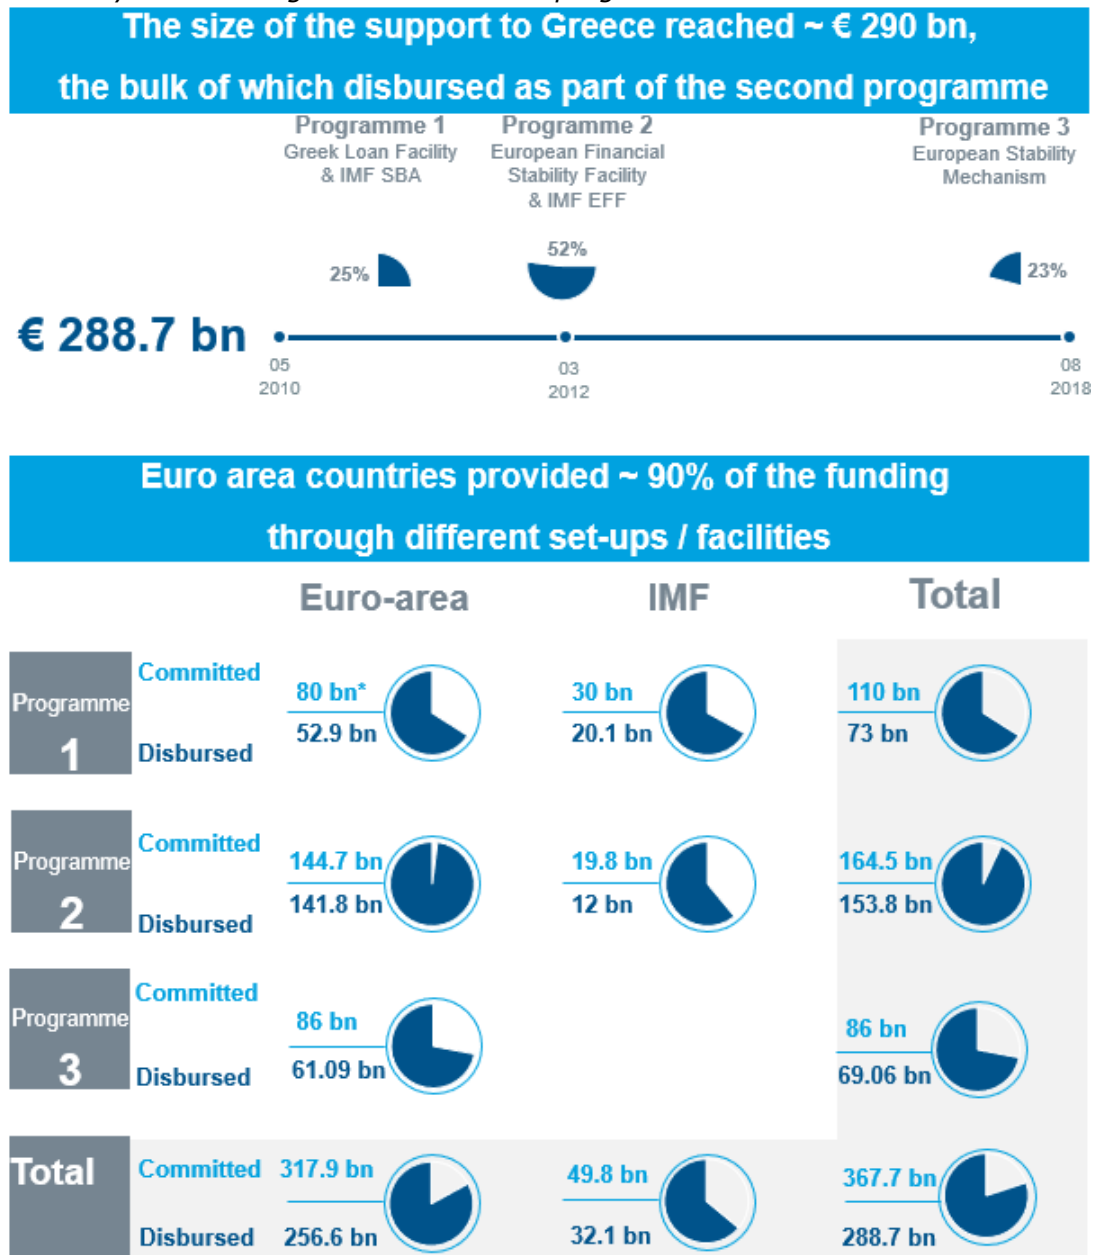 The size of the support to Greece reached ~ € 290 bn,
the bulk of which disbursed as part of the second programme
Programme 1
Greek Loan Facility
& IMF SBA
Programme 2
European Financial
Stability Facility
& IMF EFF
Programme 3
European Stability
Mechanism
25%
52%
23%
€ 288.7 bn
05
2010
03
2012
08
2018
Euro area countries provided ~ 90% of the funding
through different set-ups / facilities
Euro-area
IMF
Total
Programme
1
Committed
80 bn*
30 bn
110 bn
Disbursed
52.9 bn
20.1 bn
73 bn
Programme
2
Committed
144.7 bn
19.8 bn
164.5 bn
Disbursed
141.8 bn
12 bn
153.8 bn
Programme
3
Committed
86 bn
86 bn
Disbursed
61.09 bn
69.06 bn
Total
Committed
317.9 bn
49.8 bn
367.7 bn
Disbursed
256.6 bn
32.1 bn
288.7 bn